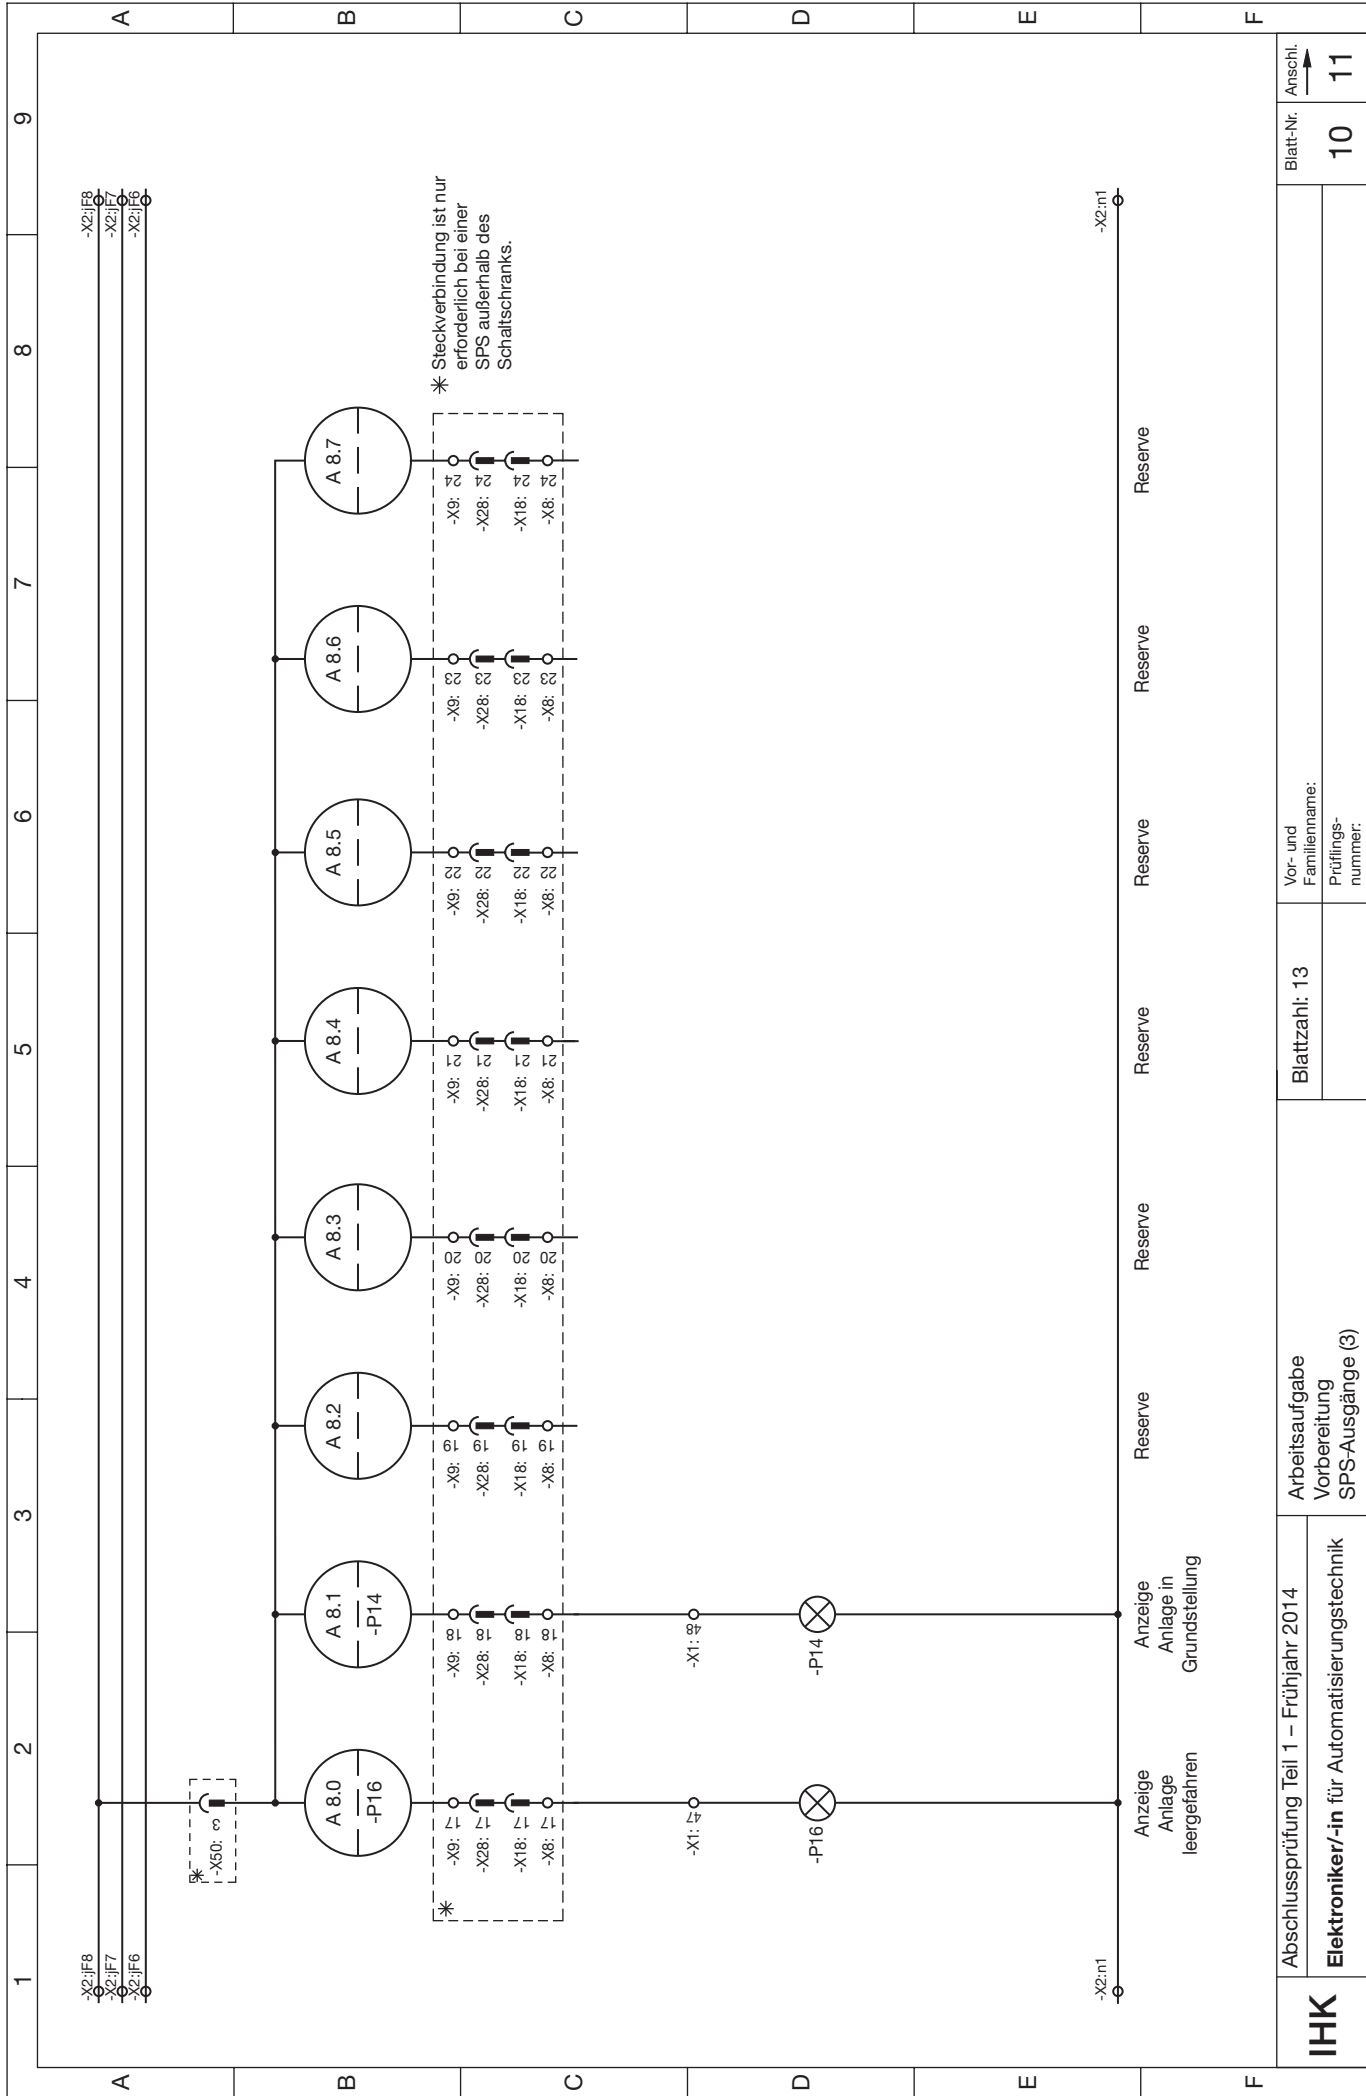 1 2 3 4 5 6 7 8 9
A
B
C
D
E
F
A
B
C
D
E
F
-X2:jF8
-X2:jF7
-X2:jF6
-X2:jF8
-X2:jF7
-X2:jF6
-X50: 3
A 8.0
-P16
A 8.1
-P14
A 8.2
A 8.3
A 8.4
A 8.5
A 8.6
A 8.7
* Steckverbindung ist nur
erforderlich bei einer
SPS außerhalb des
Schaltschranks.
*
*
-X9: 17
-X28: 17
-X18: 17
-X8: 17
-X9: 18
-X28: 18
-X18: 18
-X8: 18
-X9: 19
-X28: 19
-X18: 19
-X8: 19
-X9: 20
-X28: 20
-X18: 20
-X8: 20
-X9: 21
-X28: 21
-X18: 21
-X8: 21
-X9: 22
-X28: 22
-X18: 22
-X8: 22
-X9: 23
-X28: 23
-X18: 23
-X8: 23
-X9: 24
-X28: 24
-X18: 24
-X8: 24
-X1: 47
-X1: 48
-P16
-P14
-X2:n1
-X2:n1
Anzeige
Anlage
leergefahren
Anzeige
Anlage in
Grundstellung
Reserve
Reserve
Reserve
Reserve
Reserve
Reserve
IHK
Abschlussprüfung Teil 1 – Frühjahr 2014
Elektroniker/-in für Automatisierungstechnik
Arbeitsaufgabe
Vorbereitung
SPS-Ausgänge (3)
Blattzahl: 13
Vor- und
Familienname:
Prüflings-
nummer:
Blatt-Nr.
10
Anschl.
11